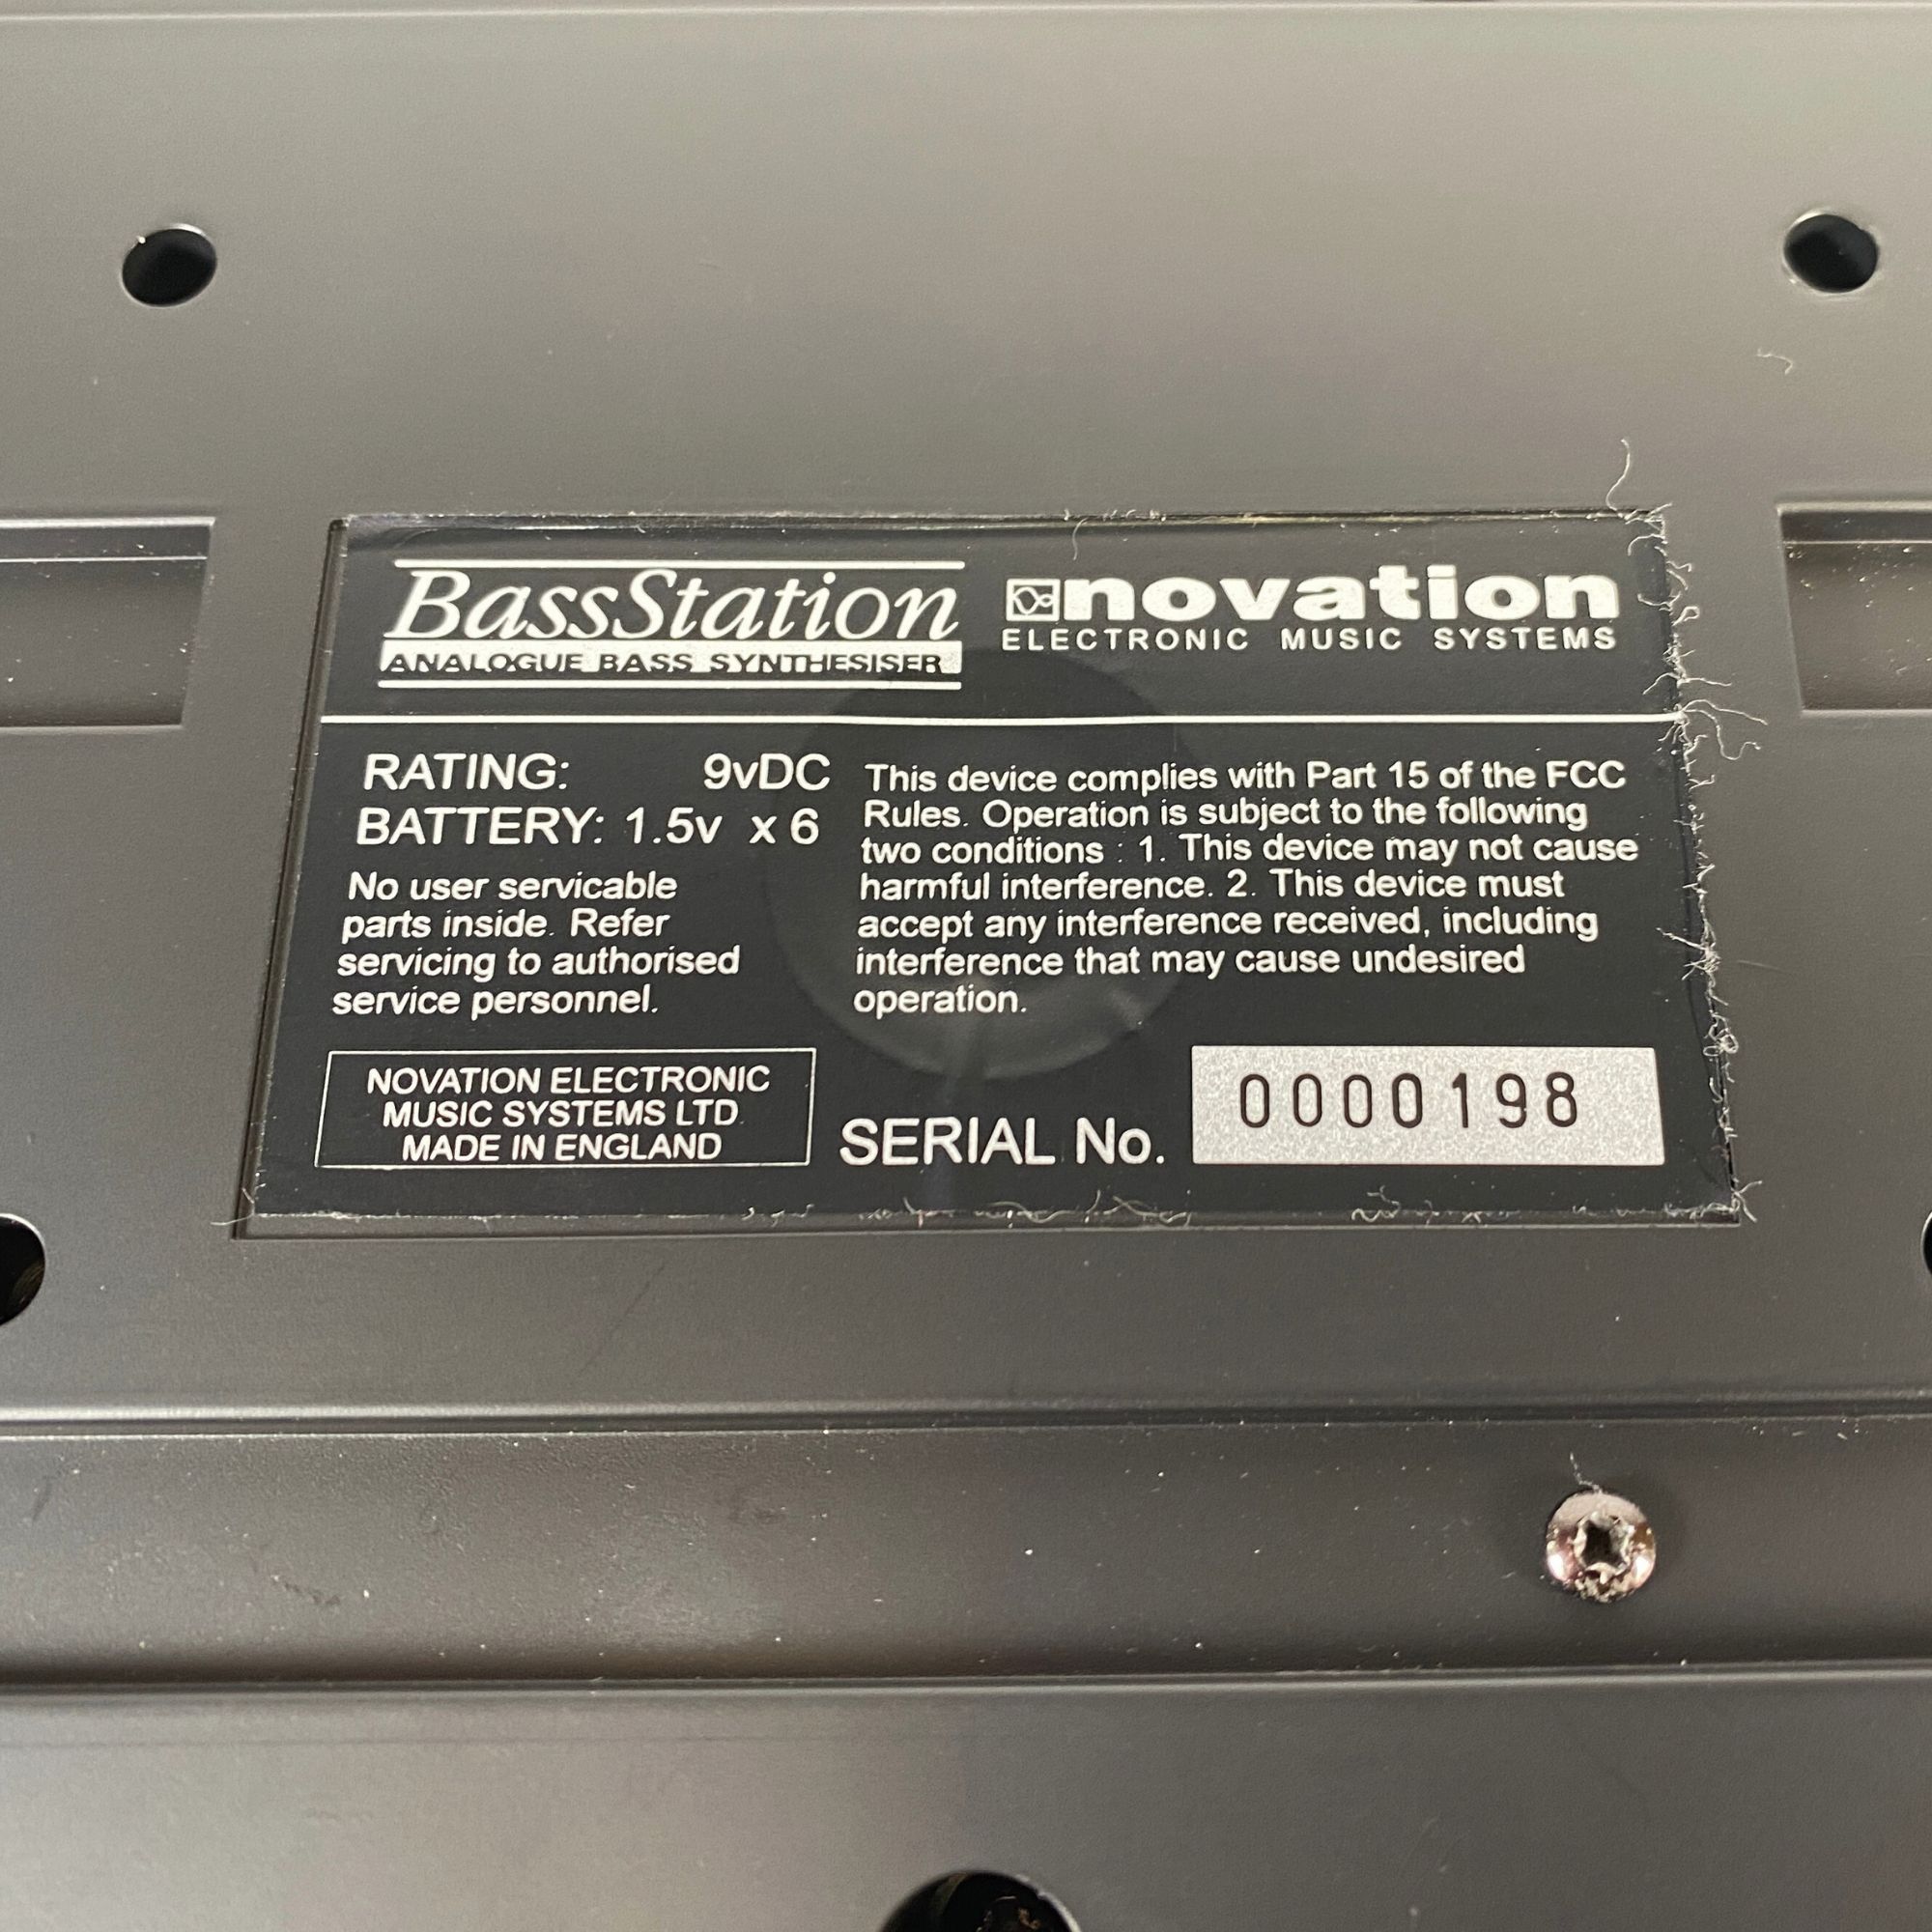 BassStation
ANALOGUE BASS SYNTHESISER
novation
ELECTRONIC MUSIC SYSTEMS
RATING: 9vDC
BATTERY: 1.5v x 6
No user servicable
parts inside. Refer
servicing to authorised
service personnel.
This device complies with Part 15 of the FCC
Rules. Operation is subject to the following
two conditions : 1. This device may not cause
harmful interference. 2. This device must
accept any interference received, including
interference that may cause undesired
operation.
NOVATION ELECTRONIC
MUSIC SYSTEMS LTD.
MADE IN ENGLAND
SERIAL No. 0000198